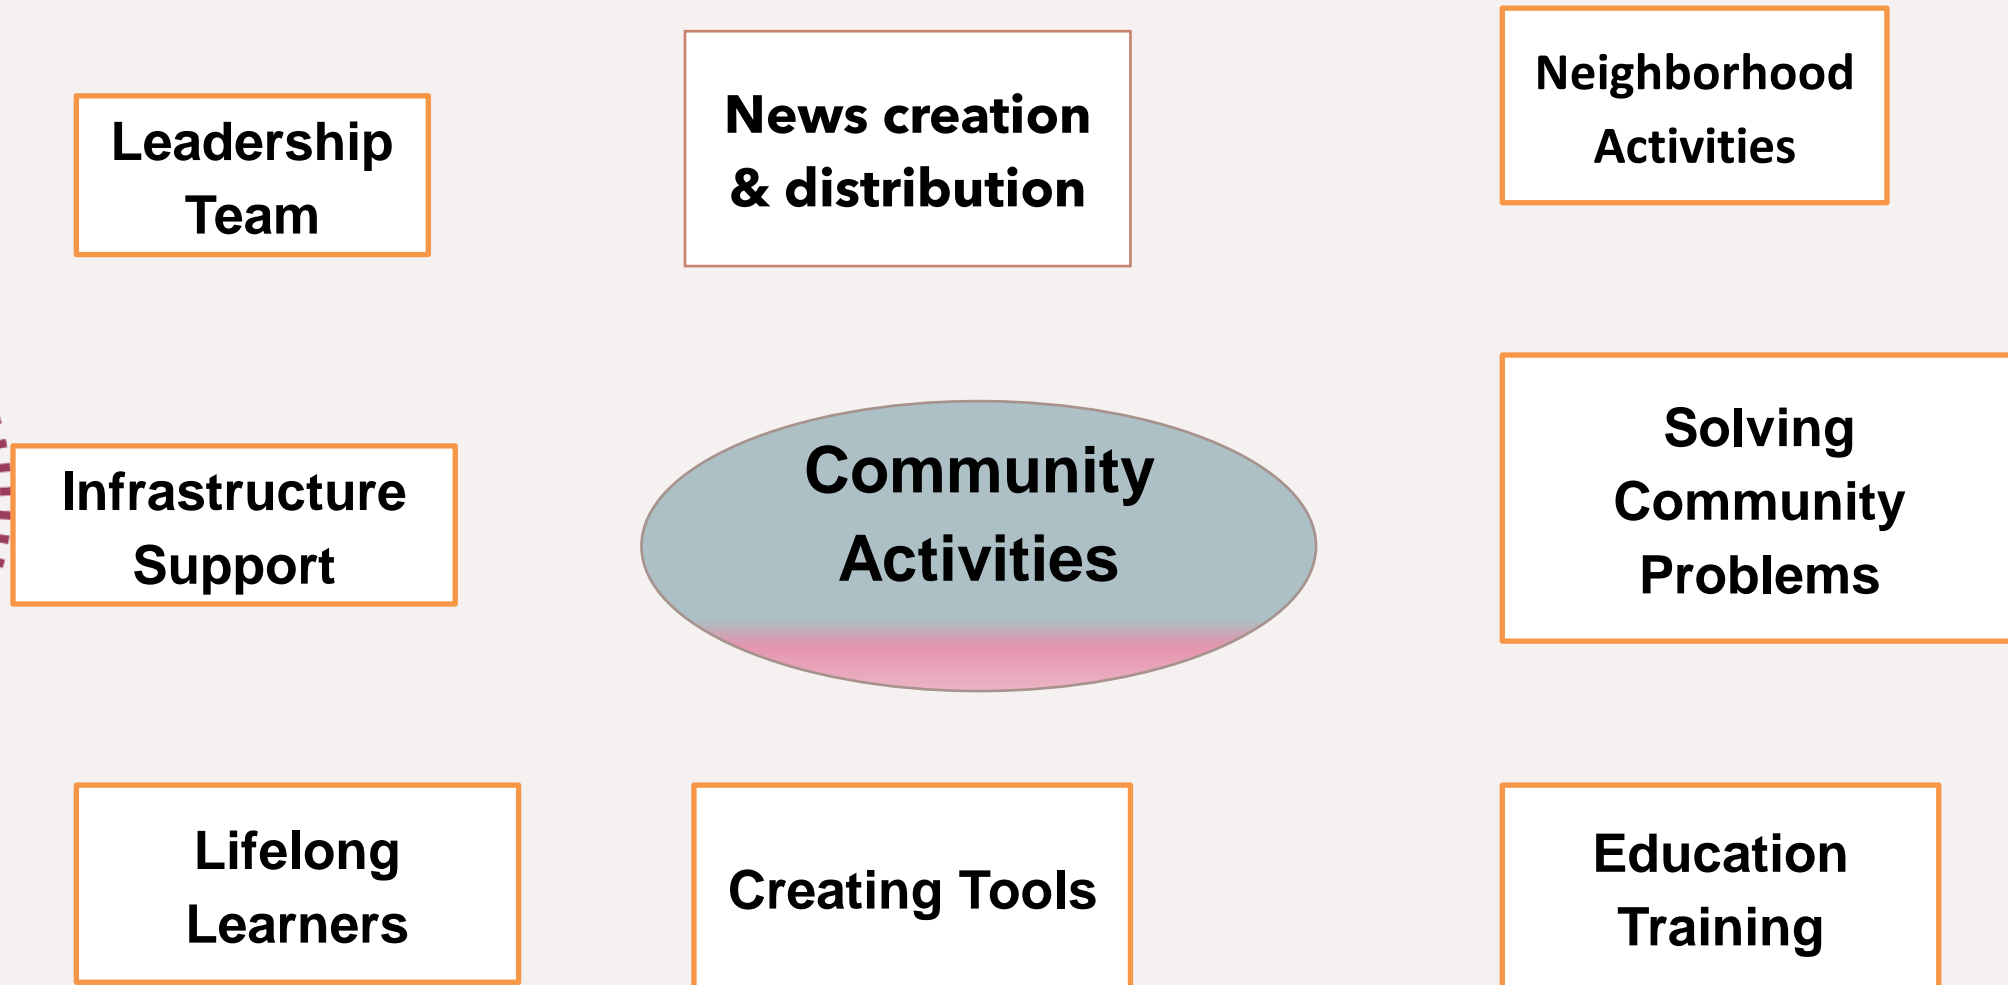 Leadership
Team
News creation
& distribution
Neighborhood
Activities
Infrastructure
Support
Community
Activities
Solving
Community
Problems
Lifelong
Learners
Creating Tools
Education
Training